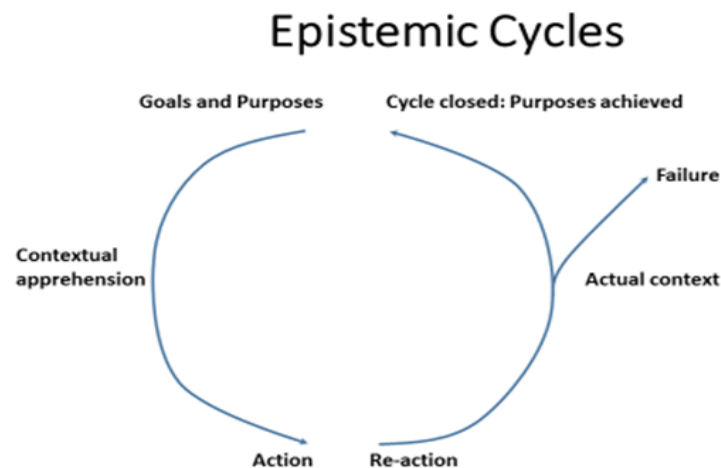 Epistemic Cycles
Goals and Purposes
Cycle closed: Purposes achieved
Failure
Contextual
apprehension
Actual context
Action
Re-action